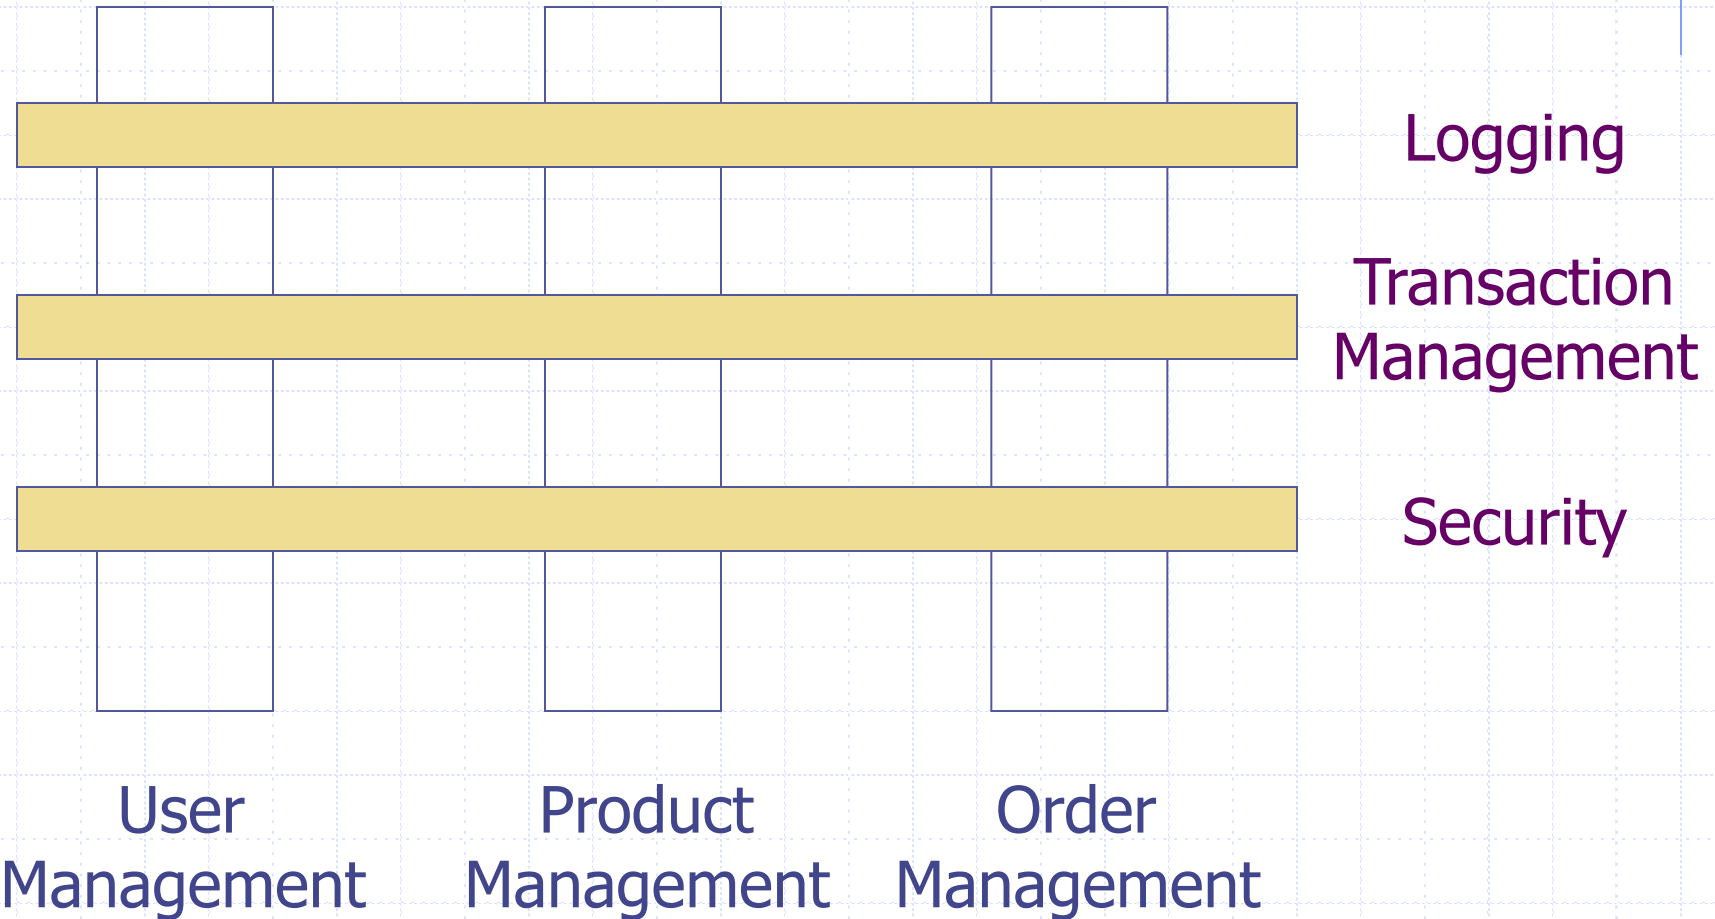 Logging
Transaction
Management
Security
User
Management
Product
Management
Order
Management